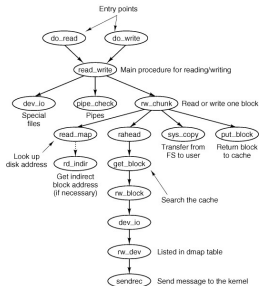 Entry points
do_read
do_write
read_write
Main procedure for reading/writing
dev_io
pipe_check
rw_chunk
Read or write one block
Special
files
Pipes
read_map
rahead
sys_copy
put_block
Look up
disk address
Transfer from
FS to user
Return block
to cache
rd_indir
get_block
Get indirect
block address
(if necessary)
Search the cache
rw_block
dev_io
rw_dev
Listed in dmap table
sendrec
Send message to the kernel